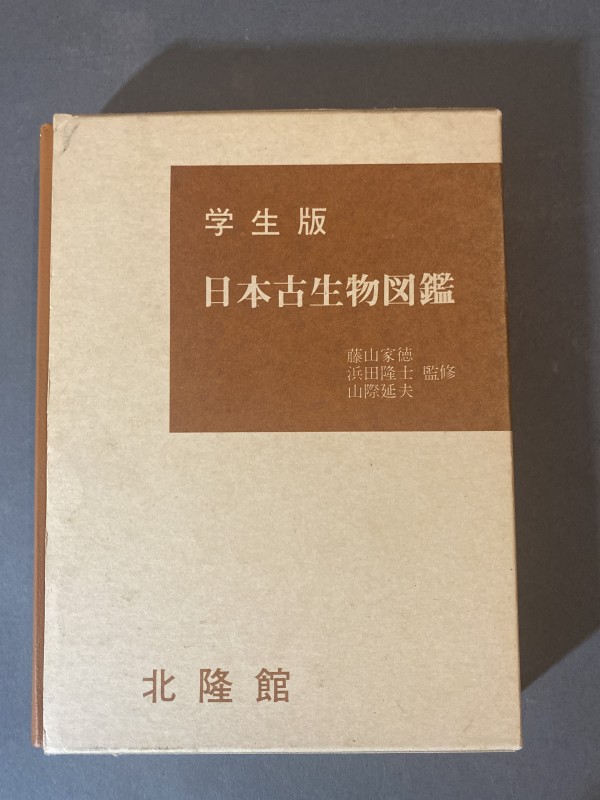 学生版
日本古生物図鑑
藤山家徳
浜田隆士 監修
山際延夫
北隆館